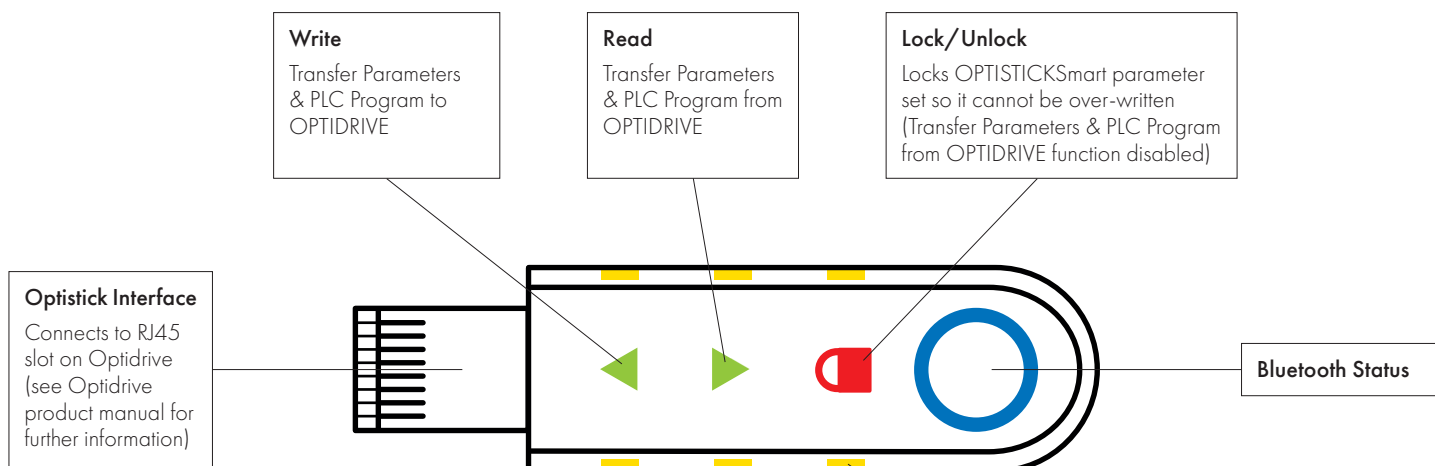 Write
Transfer Parameters
& PLC Program to
OPTIDRIVE
Read
Transfer Parameters
& PLC Program from
OPTIDRIVE
Lock/Unlock
Locks OPTISTICKSmart parameter
set so it cannot be over-written
(Transfer Parameters & PLC Program
from OPTIDRIVE function disabled)
Optistick Interface
Connects to RJ45
slot on Optidrive
(see Optidrive
product manual for
further information)
Bluetooth Status